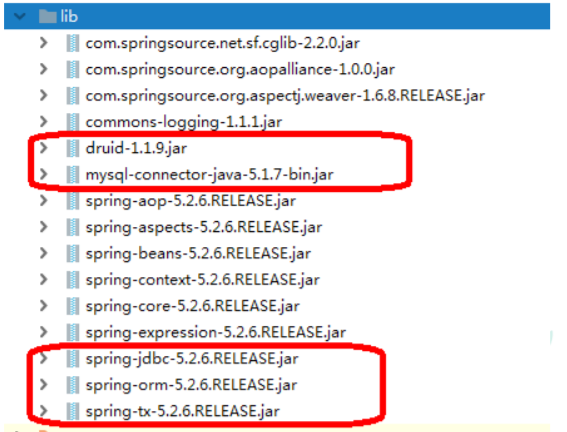 lib
com.springsource.net.sf.cglib-2.2.0.jar
com.springsource.org.aopalliance-1.0.0.jar
com.springsource.org.aspectj.weaver-1.6.8.RELEASE.jar
commons-logging-1.1.1.jar
druid-1.1.9.jar
mysql-connector-java-5.1.7-bin.jar
spring-aop-5.2.6.RELEASE.jar
spring-aspects-5.2.6.RELEASE.jar
spring-beans-5.2.6.RELEASE.jar
spring-context-5.2.6.RELEASE.jar
spring-core-5.2.6.RELEASE.jar
spring-expression-5.2.6.RELEASE.jar
spring-jdbc-5.2.6.RELEASE.jar
spring-orm-5.2.6.RELEASE.jar
spring-tx-5.2.6.RELEASE.jar